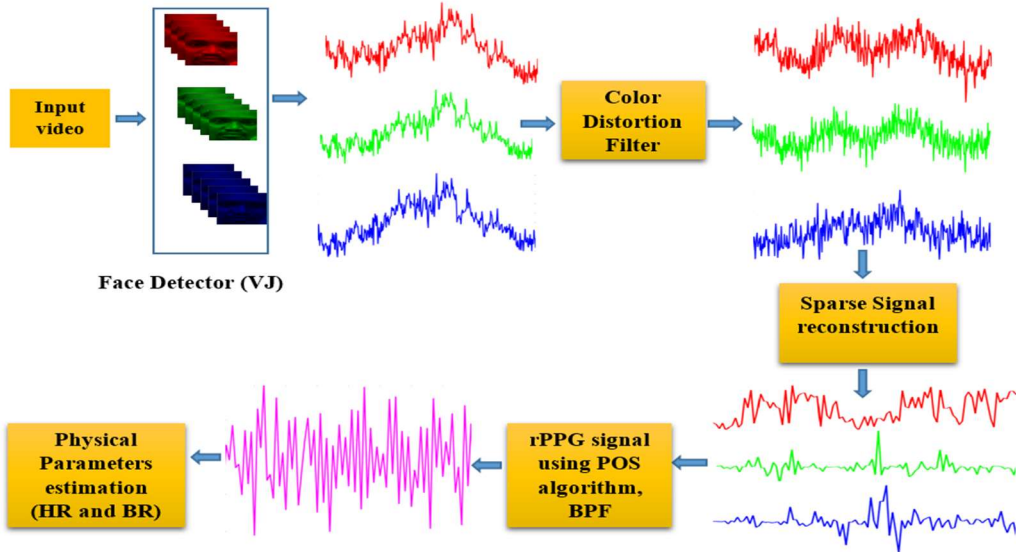 Input
video
Face Detector (VJ)
Color
Distortion
Filter
Sparse Signal
reconstruction
rPPG signal
using POS
algorithm,
BPF
Physical
Parameters
estimation
(HR and BR)